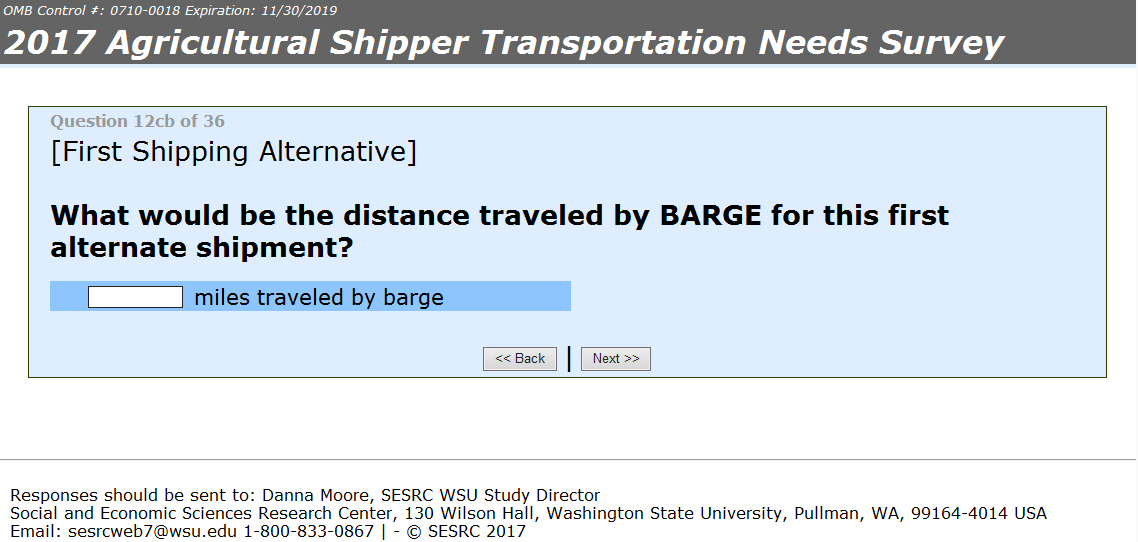 OMB Control #: 0710-0018 Expiration: 11/30/2019
2017 Agricultural Shipper Transportation Needs Survey
Question 12cb of 36
[First Shipping Alternative]
What would be the distance traveled by BARGE for this first
alternate shipment?
miles traveled by barge
<< Back | Next >>
Responses should be sent to: Danna Moore, SESRC WSU Study Director
Social and Economic Sciences Research Center, 130 Wilson Hall, Washington State University, Pullman, WA, 99164-4014 USA
Email: sesrcweb7@wsu.edu 1-800-833-0867 | - © SESRC 2017